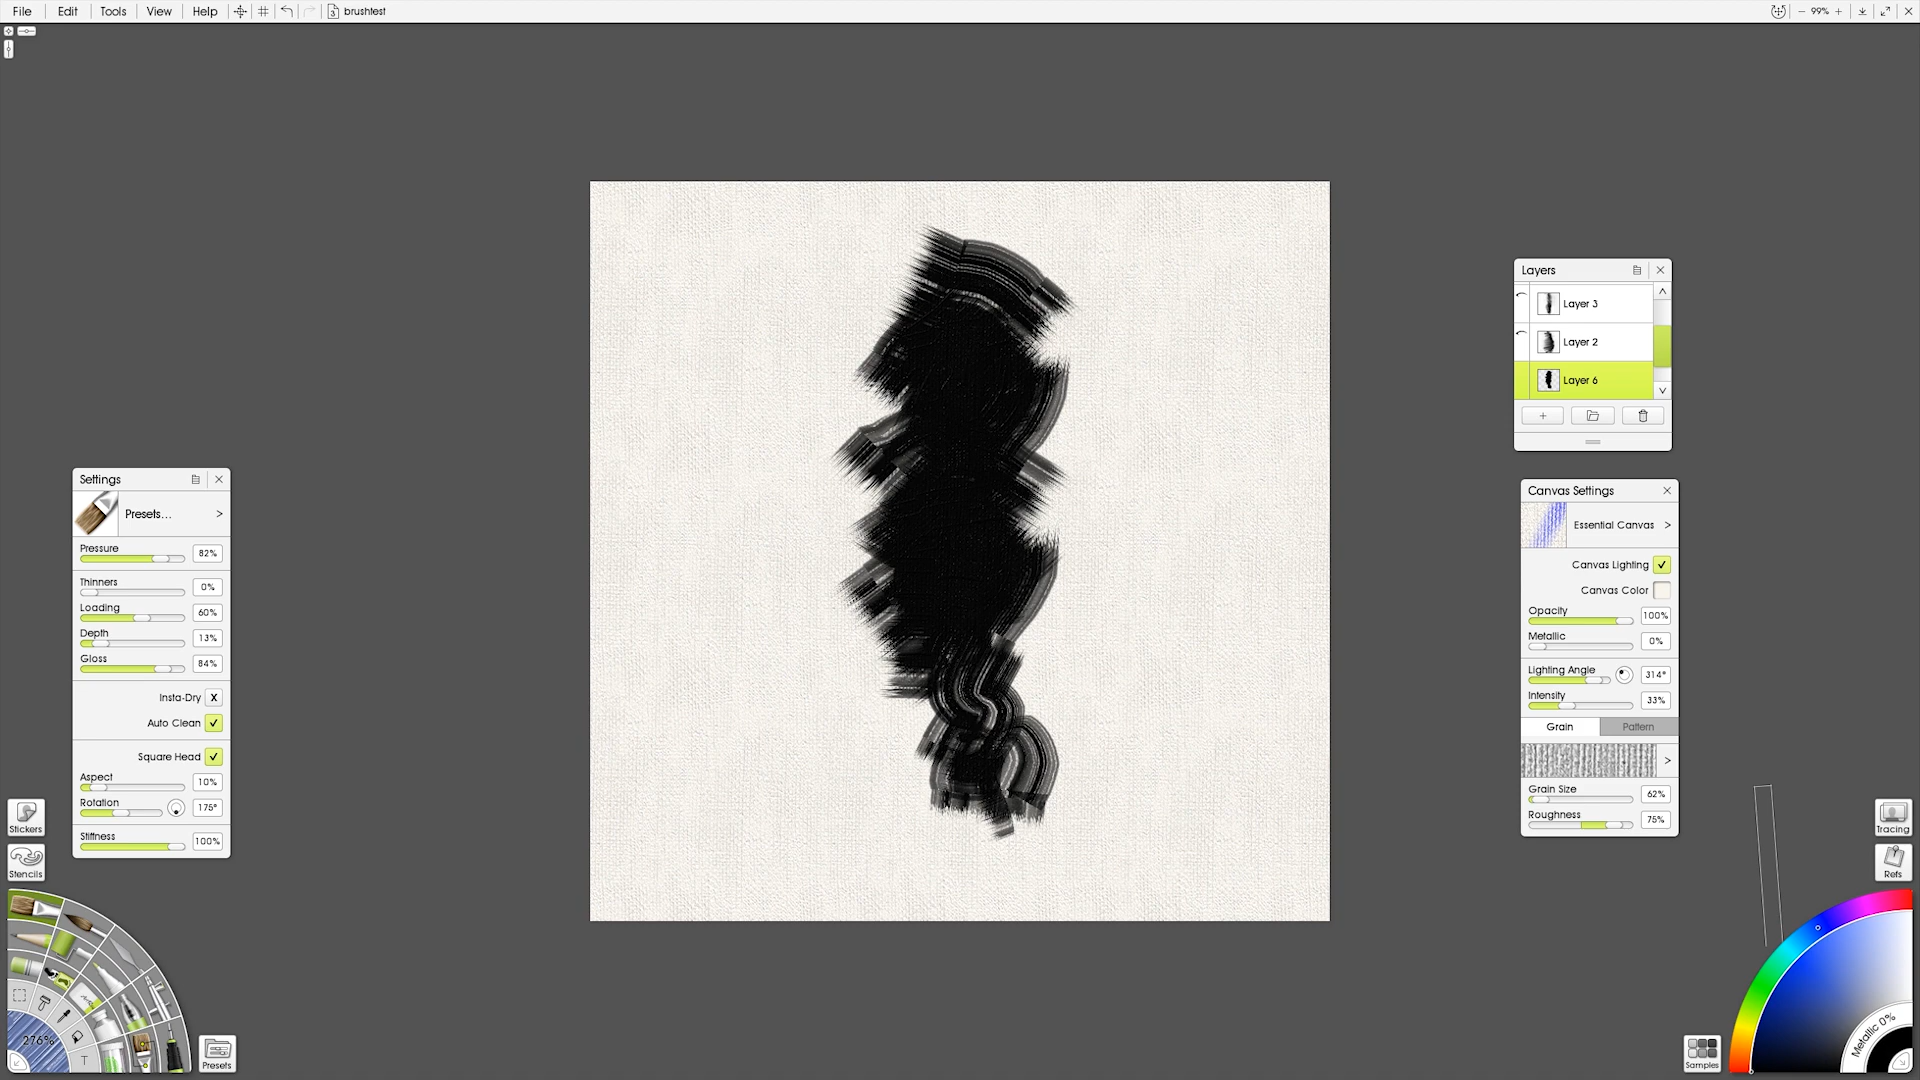 File Edit Tools View Help 3 brushtest 99%
Layers
Layer 3
Layer 2
Layer 6
Settings
Presets...
Pressure 82%
Thinners 0%
Loading 60%
Depth 13%
Gloss 84%
Insta-Dry X
Auto Clean
Square Head
Aspect 10%
Rotation 175°
Stiffness 100%
Canvas Settings
Essential Canvas
Canvas Lighting
Canvas Color
Opacity 100%
Metallic 0%
Lighting Angle 314°
Intensity 33%
Grain Pattern
Grain Size 62%
Roughness 75%
Stickers
Stencils
276%
T
Presets
Tracing
Refs
Samples
Metallic 0%